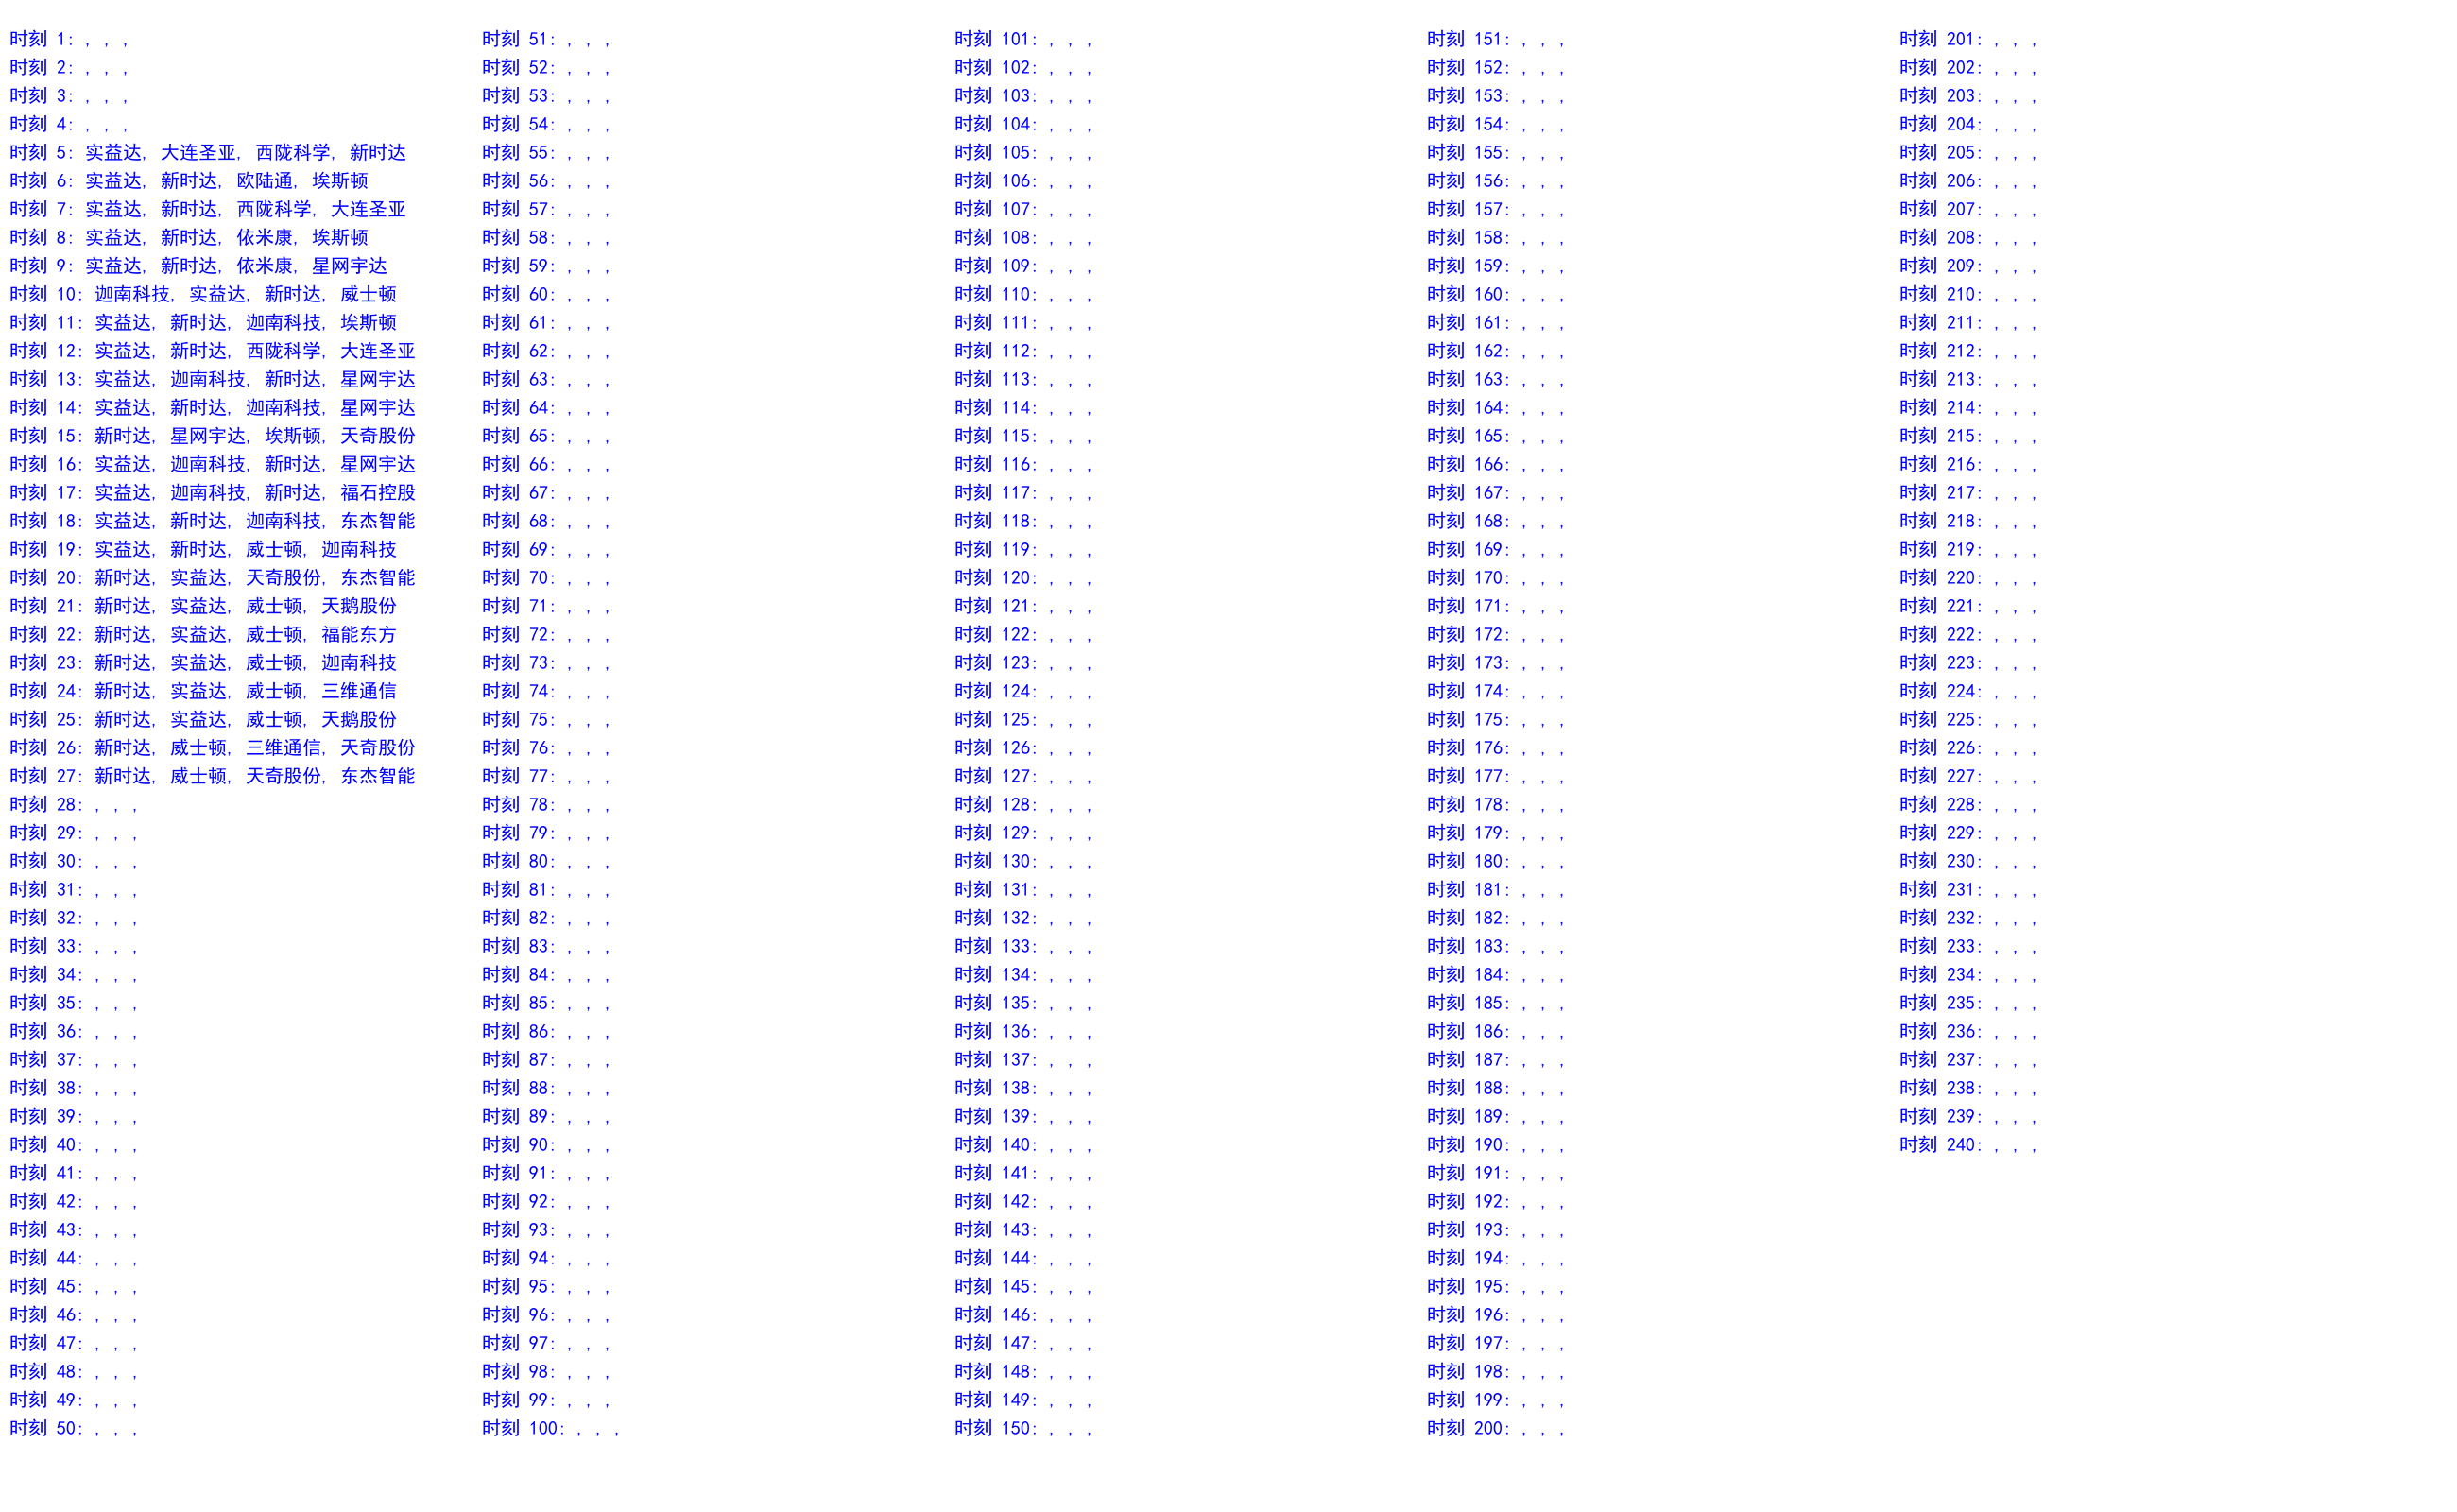 时刻 1: , , ,
时刻 2: , , ,
时刻 3: , , ,
时刻 4: , , ,
时刻 5: 实益达, 大连圣亚, 西陇科学, 新时达
时刻 6: 实益达, 新时达, 欧陆通, 埃斯顿
时刻 7: 实益达, 新时达, 西陇科学, 大连圣亚
时刻 8: 实益达, 新时达, 依米康, 埃斯顿
时刻 9: 实益达, 新时达, 依米康, 星网宇达
时刻 10: 迦南科技, 实益达, 新时达, 威士顿
时刻 11: 实益达, 新时达, 迦南科技, 埃斯顿
时刻 12: 实益达, 新时达, 西陇科学, 大连圣亚
时刻 13: 实益达, 迦南科技, 新时达, 星网宇达
时刻 14: 实益达, 新时达, 迦南科技, 星网宇达
时刻 15: 新时达, 星网宇达, 埃斯顿, 天奇股份
时刻 16: 实益达, 迦南科技, 新时达, 星网宇达
时刻 17: 实益达, 迦南科技, 新时达, 福石控股
时刻 18: 实益达, 新时达, 迦南科技, 东杰智能
时刻 19: 实益达, 新时达, 威士顿, 迦南科技
时刻 20: 新时达, 实益达, 天奇股份, 东杰智能
时刻 21: 新时达, 实益达, 威士顿, 天鹅股份
时刻 22: 新时达, 实益达, 威士顿, 福能东方
时刻 23: 新时达, 实益达, 威士顿, 迦南科技
时刻 24: 新时达, 实益达, 威士顿, 三维通信
时刻 25: 新时达, 实益达, 威士顿, 天鹅股份
时刻 26: 新时达, 威士顿, 三维通信, 天奇股份
时刻 27: 新时达, 威士顿, 天奇股份, 东杰智能
时刻 28: , , ,
时刻 29: , , ,
时刻 30: , , ,
时刻 31: , , ,
时刻 32: , , ,
时刻 33: , , ,
时刻 34: , , ,
时刻 35: , , ,
时刻 36: , , ,
时刻 37: , , ,
时刻 38: , , ,
时刻 39: , , ,
时刻 40: , , ,
时刻 41: , , ,
时刻 42: , , ,
时刻 43: , , ,
时刻 44: , , ,
时刻 45: , , ,
时刻 46: , , ,
时刻 47: , , ,
时刻 48: , , ,
时刻 49: , , ,
时刻 50: , , ,
时刻 51: , , ,
时刻 52: , , ,
时刻 53: , , ,
时刻 54: , , ,
时刻 55: , , ,
时刻 56: , , ,
时刻 57: , , ,
时刻 58: , , ,
时刻 59: , , ,
时刻 60: , , ,
时刻 61: , , ,
时刻 62: , , ,
时刻 63: , , ,
时刻 64: , , ,
时刻 65: , , ,
时刻 66: , , ,
时刻 67: , , ,
时刻 68: , , ,
时刻 69: , , ,
时刻 70: , , ,
时刻 71: , , ,
时刻 72: , , ,
时刻 73: , , ,
时刻 74: , , ,
时刻 75: , , ,
时刻 76: , , ,
时刻 77: , , ,
时刻 78: , , ,
时刻 79: , , ,
时刻 80: , , ,
时刻 81: , , ,
时刻 82: , , ,
时刻 83: , , ,
时刻 84: , , ,
时刻 85: , , ,
时刻 86: , , ,
时刻 87: , , ,
时刻 88: , , ,
时刻 89: , , ,
时刻 90: , , ,
时刻 91: , , ,
时刻 92: , , ,
时刻 93: , , ,
时刻 94: , , ,
时刻 95: , , ,
时刻 96: , , ,
时刻 97: , , ,
时刻 98: , , ,
时刻 99: , , ,
时刻 100: , , ,
时刻 101: , , ,
时刻 102: , , ,
时刻 103: , , ,
时刻 104: , , ,
时刻 105: , , ,
时刻 106: , , ,
时刻 107: , , ,
时刻 108: , , ,
时刻 109: , , ,
时刻 110: , , ,
时刻 111: , , ,
时刻 112: , , ,
时刻 113: , , ,
时刻 114: , , ,
时刻 115: , , ,
时刻 116: , , ,
时刻 117: , , ,
时刻 118: , , ,
时刻 119: , , ,
时刻 120: , , ,
时刻 121: , , ,
时刻 122: , , ,
时刻 123: , , ,
时刻 124: , , ,
时刻 125: , , ,
时刻 126: , , ,
时刻 127: , , ,
时刻 128: , , ,
时刻 129: , , ,
时刻 130: , , ,
时刻 131: , , ,
时刻 132: , , ,
时刻 133: , , ,
时刻 134: , , ,
时刻 135: , , ,
时刻 136: , , ,
时刻 137: , , ,
时刻 138: , , ,
时刻 139: , , ,
时刻 140: , , ,
时刻 141: , , ,
时刻 142: , , ,
时刻 143: , , ,
时刻 144: , , ,
时刻 145: , , ,
时刻 146: , , ,
时刻 147: , , ,
时刻 148: , , ,
时刻 149: , , ,
时刻 150: , , ,
时刻 151: , , ,
时刻 152: , , ,
时刻 153: , , ,
时刻 154: , , ,
时刻 155: , , ,
时刻 156: , , ,
时刻 157: , , ,
时刻 158: , , ,
时刻 159: , , ,
时刻 160: , , ,
时刻 161: , , ,
时刻 162: , , ,
时刻 163: , , ,
时刻 164: , , ,
时刻 165: , , ,
时刻 166: , , ,
时刻 167: , , ,
时刻 168: , , ,
时刻 169: , , ,
时刻 170: , , ,
时刻 171: , , ,
时刻 172: , , ,
时刻 173: , , ,
时刻 174: , , ,
时刻 175: , , ,
时刻 176: , , ,
时刻 177: , , ,
时刻 178: , , ,
时刻 179: , , ,
时刻 180: , , ,
时刻 181: , , ,
时刻 182: , , ,
时刻 183: , , ,
时刻 184: , , ,
时刻 185: , , ,
时刻 186: , , ,
时刻 187: , , ,
时刻 188: , , ,
时刻 189: , , ,
时刻 190: , , ,
时刻 191: , , ,
时刻 192: , , ,
时刻 193: , , ,
时刻 194: , , ,
时刻 195: , , ,
时刻 196: , , ,
时刻 197: , , ,
时刻 198: , , ,
时刻 199: , , ,
时刻 200: , , ,
时刻 201: , , ,
时刻 202: , , ,
时刻 203: , , ,
时刻 204: , , ,
时刻 205: , , ,
时刻 206: , , ,
时刻 207: , , ,
时刻 208: , , ,
时刻 209: , , ,
时刻 210: , , ,
时刻 211: , , ,
时刻 212: , , ,
时刻 213: , , ,
时刻 214: , , ,
时刻 215: , , ,
时刻 216: , , ,
时刻 217: , , ,
时刻 218: , , ,
时刻 219: , , ,
时刻 220: , , ,
时刻 221: , , ,
时刻 222: , , ,
时刻 223: , , ,
时刻 224: , , ,
时刻 225: , , ,
时刻 226: , , ,
时刻 227: , , ,
时刻 228: , , ,
时刻 229: , , ,
时刻 230: , , ,
时刻 231: , , ,
时刻 232: , , ,
时刻 233: , , ,
时刻 234: , , ,
时刻 235: , , ,
时刻 236: , , ,
时刻 237: , , ,
时刻 238: , , ,
时刻 239: , , ,
时刻 240: , , ,